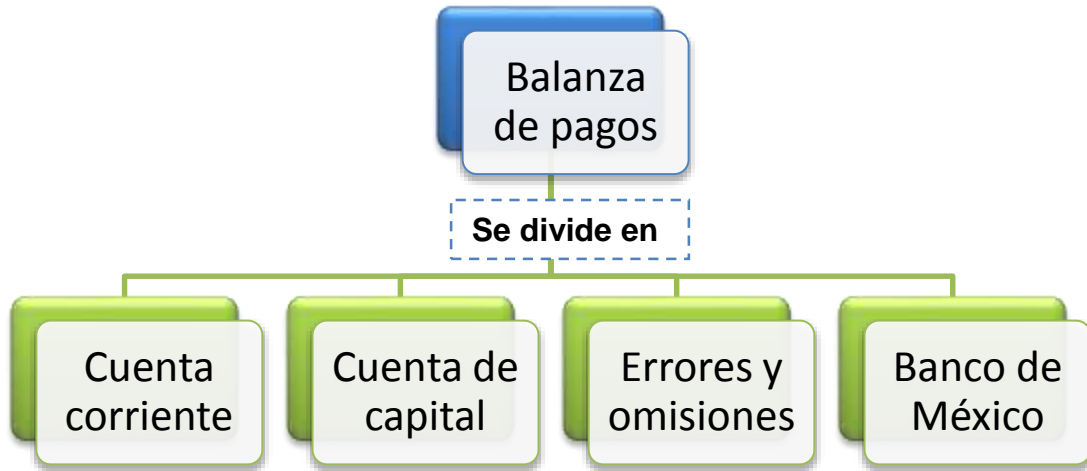 Balanza
de pagos
Se divide en
Cuenta
corriente
Cuenta de
capital
Errores y
omisiones
Banco de
México